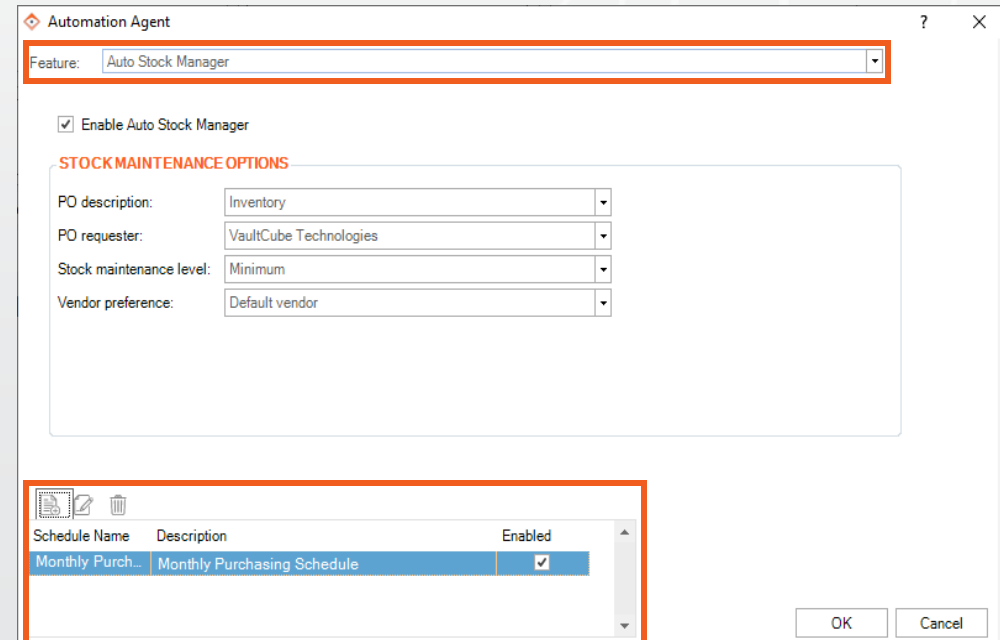 Automation Agent ?
Feature: Auto Stock Manager
Enable Auto Stock Manager
STOCK MAINTENANCE OPTIONS
PO description: Inventory
PO requester: VaultCube Technologies
Stock maintenance level: Minimum
Vendor preference: Default vendor
Schedule Name Description Enabled
Monthly Purch... Monthly Purchasing Schedule
OK Cancel